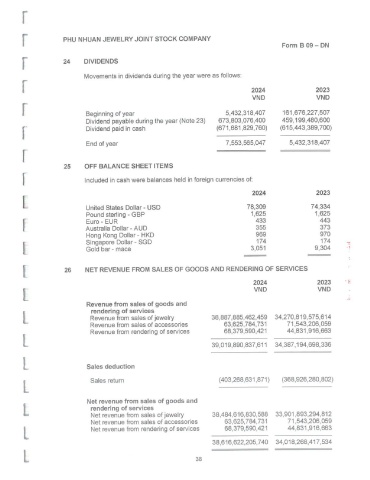 PHU NHUAN JEWELRY JOINT STOCK COMPANY
Form B 09 – DN
24 DIVIDENDS
Movements in dividends during the year were as follows:
2024 2023
VND VND
Beginning of year 5,432,318,407 161,676,227,507
Dividend payable during the year (Note 23) 673,803,076,400 459,199,480,600
Dividend paid in cash (671,681,829,760) (615,443,389,700)
End of year 7,553,565,047 5,432,318,407
25 OFF BALANCE SHEET ITEMS
Included in cash were balances held in foreign currencies of:
2024 2023
United States Dollar - USD 78,309 74,334
Pound sterling - GBP 1,625 1,625
Euro - EUR 433 443
Australia Dollar - AUD 355 373
Hong Kong Dollar - HKD 969 970
Singapore Dollar - SGD 174 174
Gold bar - mace 3,051 9,304
26 NET REVENUE FROM SALES OF GOODS AND RENDERING OF SERVICES
2024 2023
VND VND
Revenue from sales of goods and
rendering of services
Revenue from sales of jewelry 38,887,885,462,459 34,270,819,575,614
Revenue from sales of accessories 63,625,784,731 71,543,206,059
Revenue from rendering of services 68,379,590,421 44,831,916,663
39,019,890,837,611 34,387,194,698,336
Sales deduction
Sales return (403,268,631,871) (368,926,280,802)
Net revenue from sales of goods and
rendering of services
Net revenue from sales of jewelry 38,484,616,830,588 33,901,893,294,812
Net revenue from sales of accessories 63,625,784,731 71,543,206,059
Net revenue from rendering of services 68,379,590,421 44,831,916,663
38,616,622,205,740 34,018,268,417,534